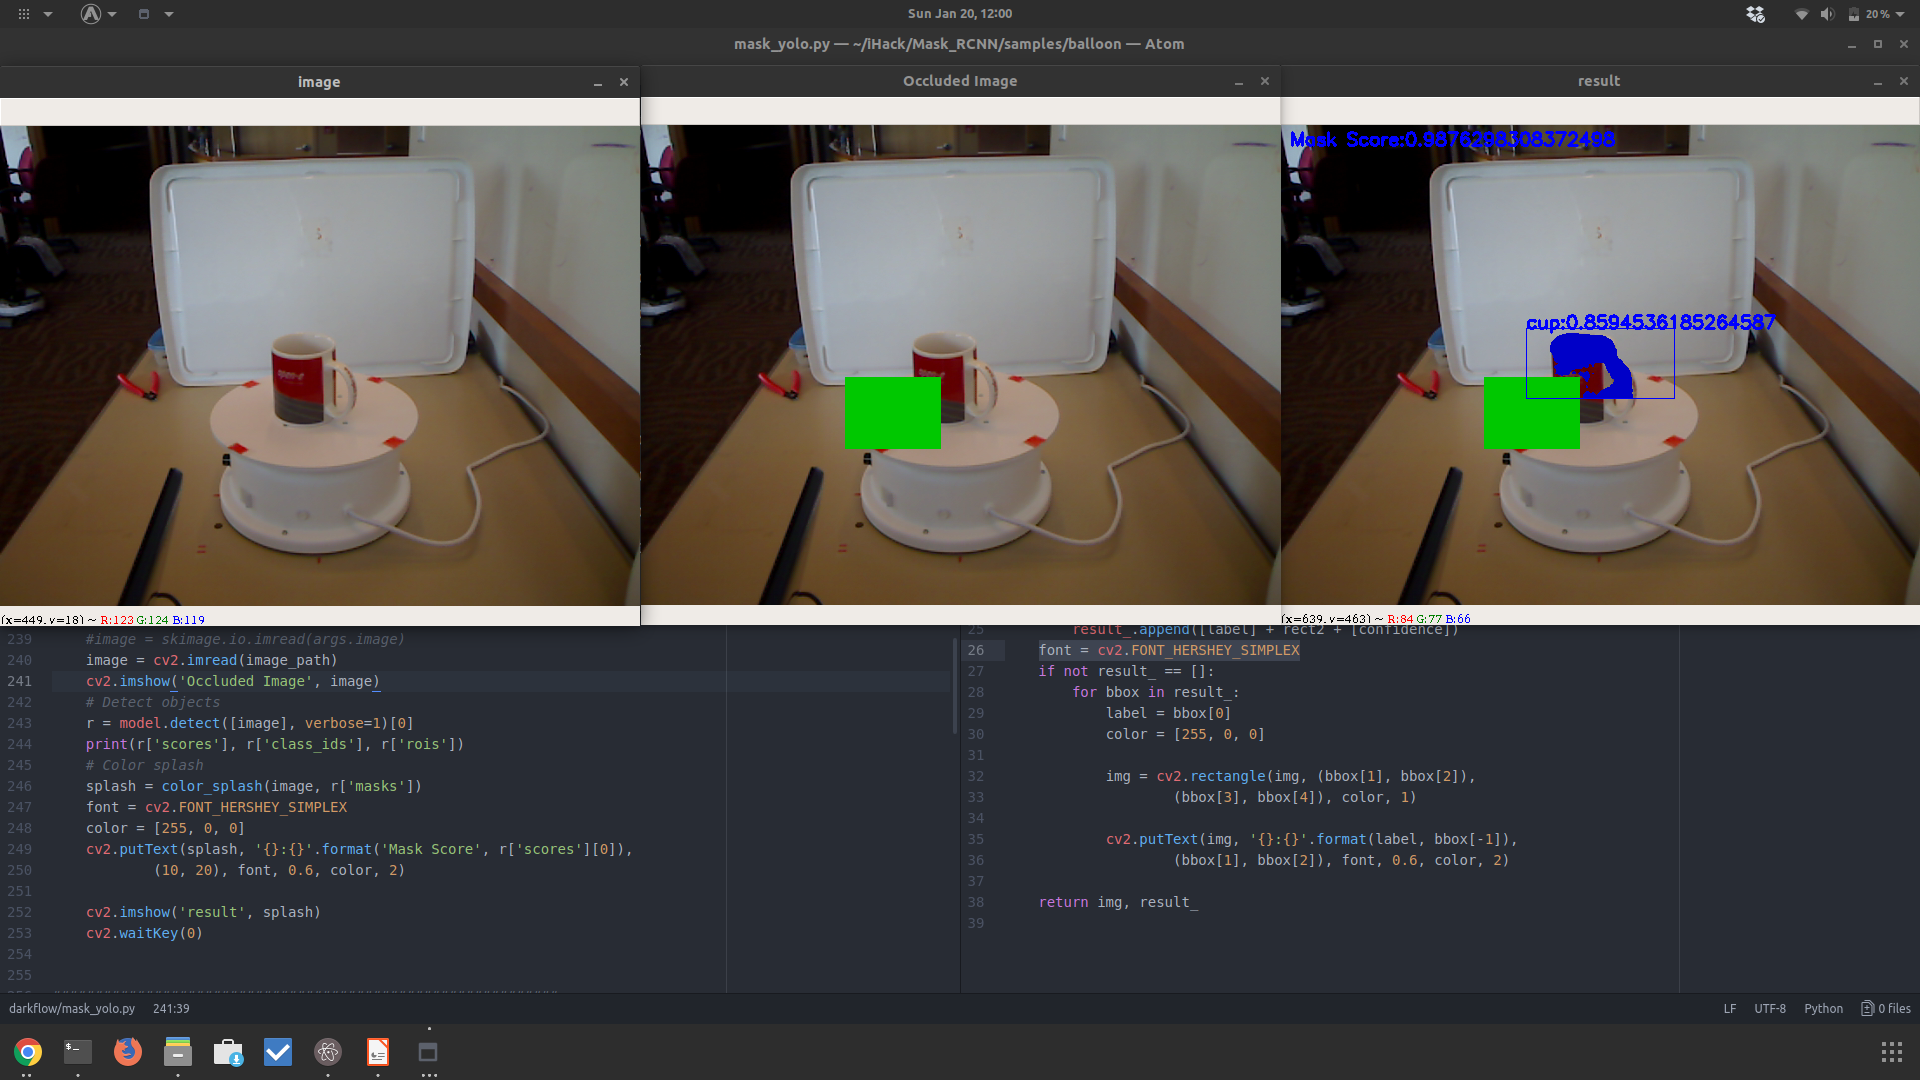 Sun Jan 20, 12:00
20 %
mask_yolo.py — ~/iHack/Mask_RCNN/samples/balloon — Atom
image
Occluded Image
result
Mask Score:0.9876298308372498
cup:0.8594536185264587
(x=449, y=18) ~ R:123 G:124 B:119
(x=639, y=463) ~ R:84 G:77 B:66
239 #image = skimage.io.imread(args.image)
240 image = cv2.imread(image_path)
241 cv2.imshow('Occluded Image', image)
242 # Detect objects
243 r = model.detect([image], verbose=1)[0]
244 print(r['scores'], r['class_ids'], r['rois'])
245 # Color splash
246 splash = color_splash(image, r['masks'])
247 font = cv2.FONT_HERSHEY_SIMPLEX
248 color = [255, 0, 0]
249 cv2.putText(splash, '{}:{}'.format('Mask Score', r['scores'][0]),
250 (10, 20), font, 0.6, color, 2)
251
252 cv2.imshow('result', splash)
253 cv2.waitKey(0)
254
255
25 result_.append([label] + rect2 + [confidence])
26 font = cv2.FONT_HERSHEY_SIMPLEX
27 if not result_ == []:
28 for bbox in result_:
29 label = bbox[0]
30 color = [255, 0, 0]
31
32 img = cv2.rectangle(img, (bbox[1], bbox[2]),
33 (bbox[3], bbox[4]), color, 1)
34
35 cv2.putText(img, '{}:{}'.format(label, bbox[-1]),
36 (bbox[1], bbox[2]), font, 0.6, color, 2)
37
38 return img, result_
39
darkflow/mask_yolo.py 241:39
LF UTF-8 Python 0 files